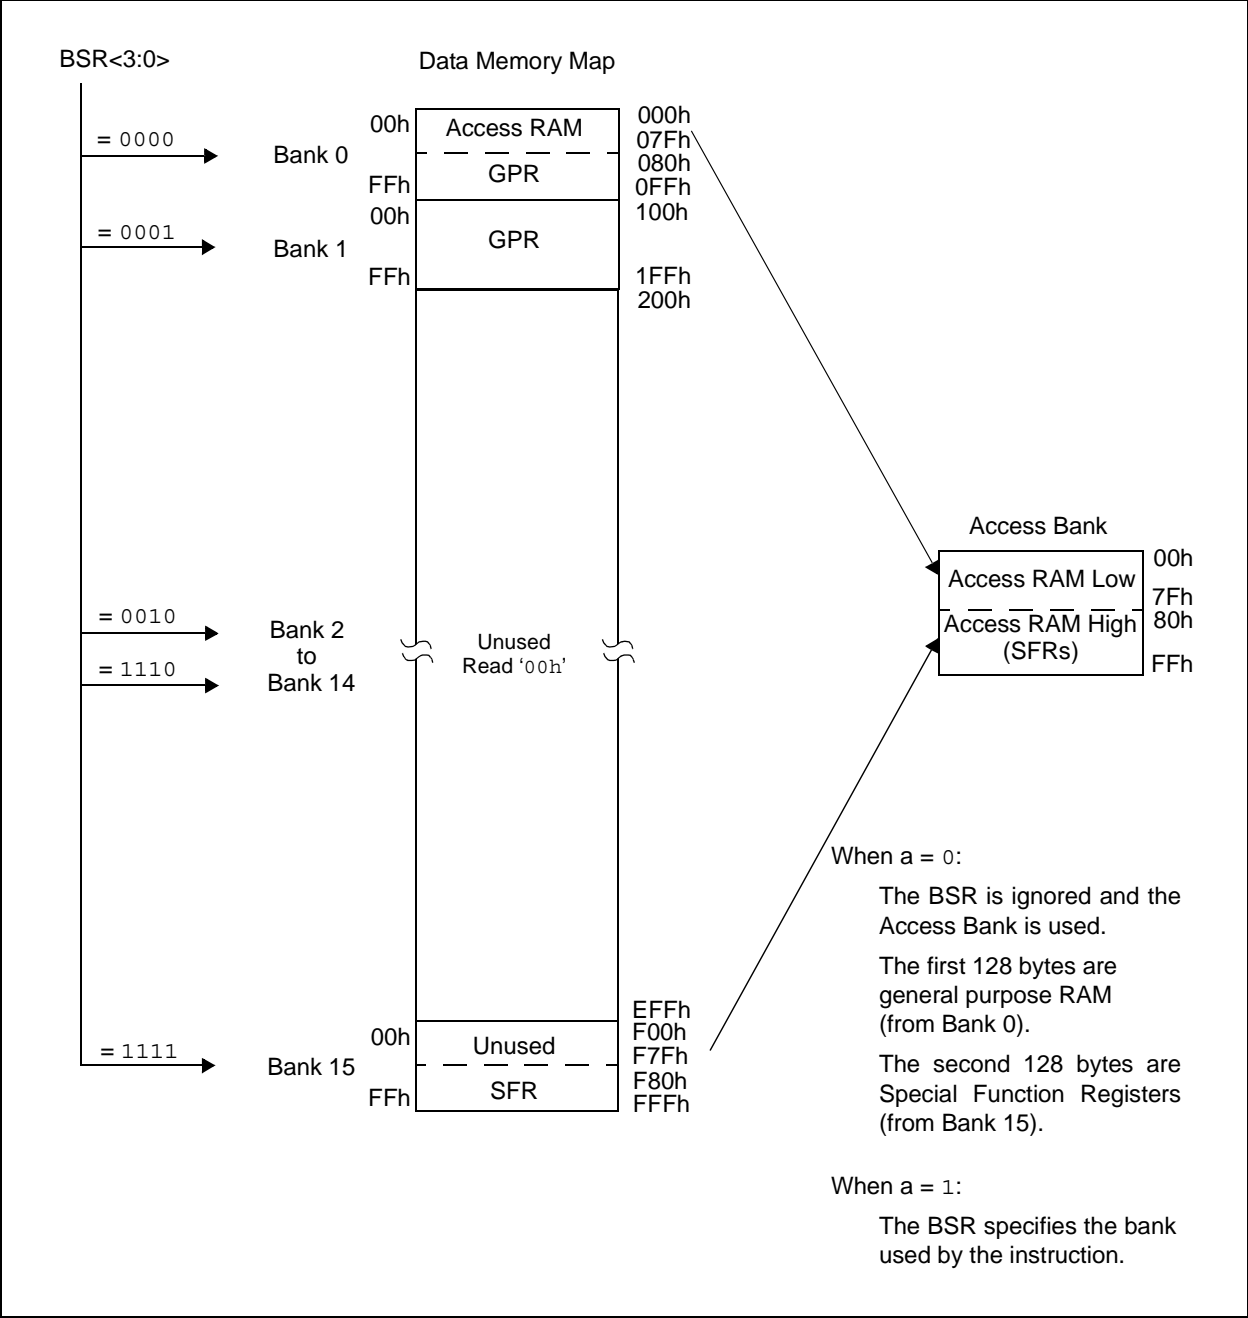 BSR<3:0>
Data Memory Map
= 0000
Bank 0
00h
FFh
Access RAM
GPR
000h
07Fh
080h
0FFh
= 0001
Bank 1
00h
FFh
GPR
100h
1FFh
200h
= 0010
= 1110
Bank 2
to
Bank 14
Unused
Read ‘00h’
Access Bank
Access RAM Low
Access RAM High
(SFRs)
00h
7Fh
80h
FFh
= 1111
Bank 15
00h
FFh
Unused
SFR
EFFh
F00h
F7Fh
F80h
FFFh
When a = 0:
The BSR is ignored and the
Access Bank is used.
The first 128 bytes are
general purpose RAM
(from Bank 0).
The second 128 bytes are
Special Function Registers
(from Bank 15).
When a = 1:
The BSR specifies the bank
used by the instruction.